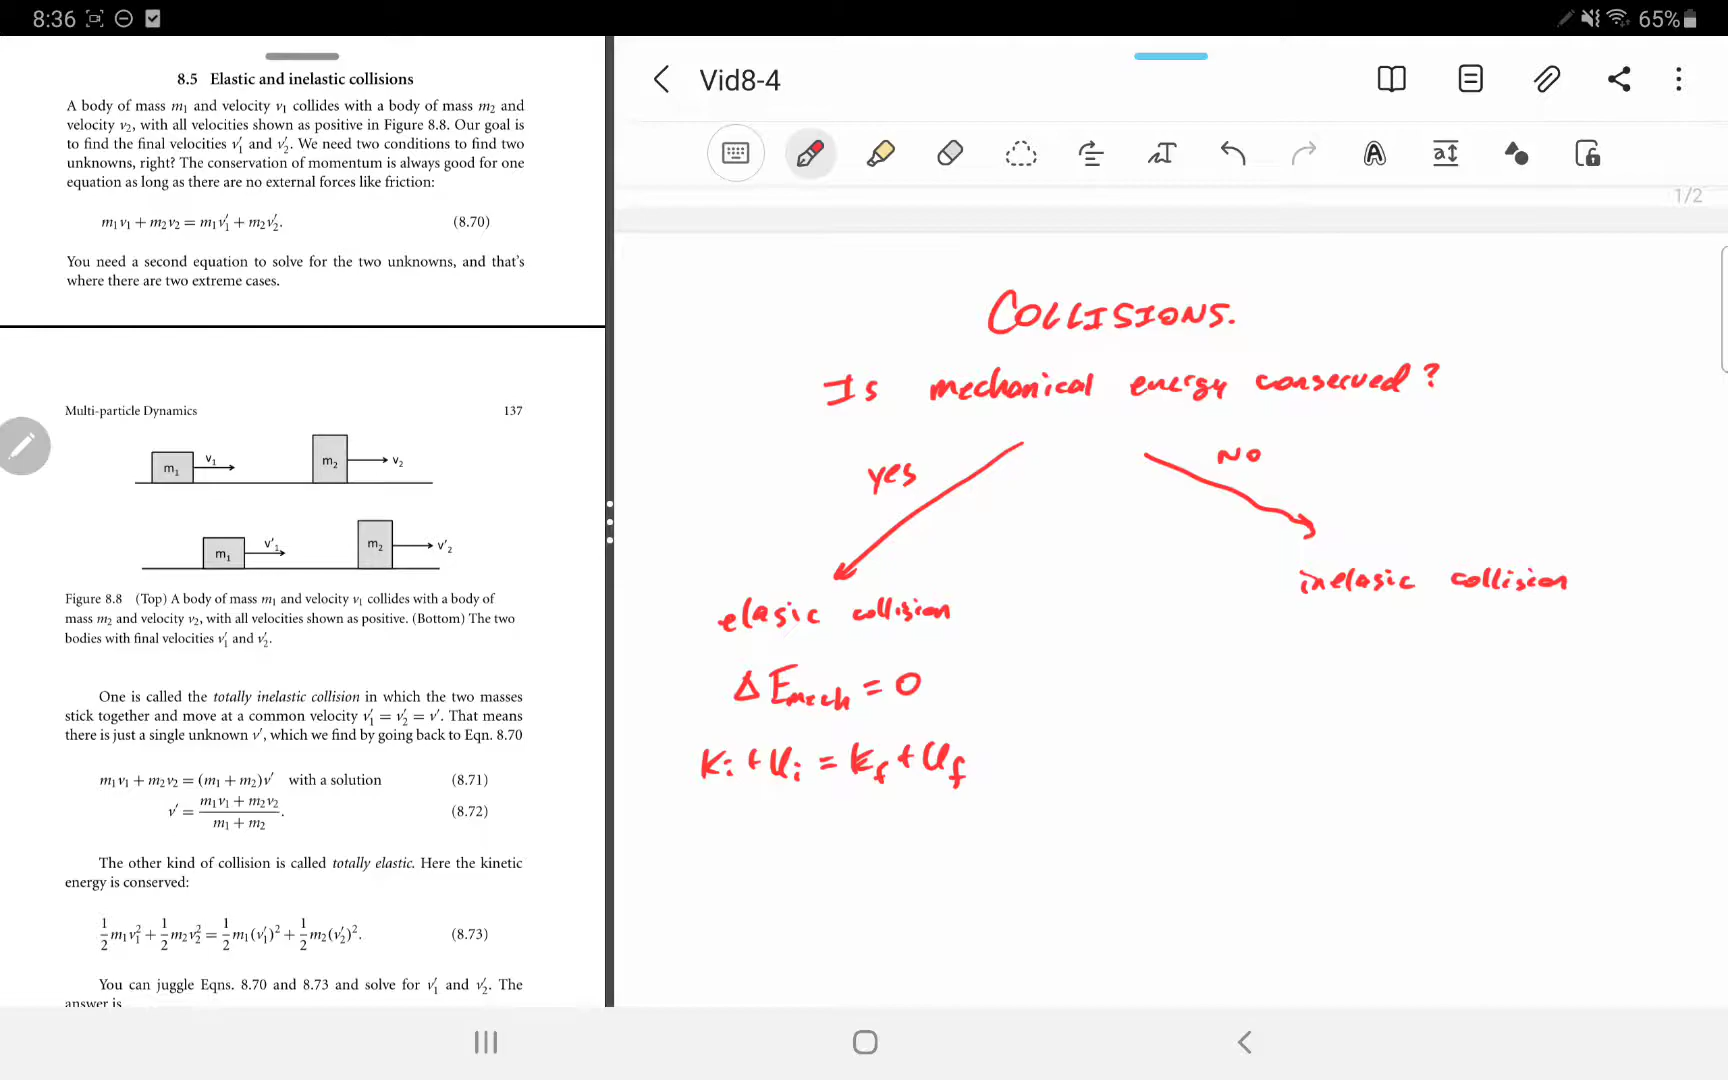 8:36
65%
8.5 Elastic and inelastic collisions
A body of mass m₁ and velocity v₁ collides with a body of mass m₂ and
velocity v₂, with all velocities shown as positive in Figure 8.8. Our goal is
to find the final velocities v′₁ and v′₂. We need two conditions to find two
unknowns, right? The conservation of momentum is always good for one
equation as long as there are no external forces like friction:
m₁v₁ + m₂v₂ = m₁v′₁ + m₂v′₂. (8.70)
You need a second equation to solve for the two unknowns, and that's
where there are two extreme cases.
Multi-particle Dynamics 137
m₁ v₁ m₂ v₂
m₁ v'₁ m₂ v'₂
Figure 8.8 (Top) A body of mass m₁ and velocity v₁ collides with a body of
mass m₂ and velocity v₂, with all velocities shown as positive. (Bottom) The two
bodies with final velocities v′₁ and v′₂.
One is called the totally inelastic collision in which the two masses
stick together and move at a common velocity v′₁ = v′₂ = v′. That means
there is just a single unknown v′, which we find by going back to Eqn. 8.70
m₁v₁ + m₂v₂ = (m₁ + m₂)v′ with a solution (8.71)
v′ = (m₁v₁ + m₂v₂)/(m₁ + m₂). (8.72)
The other kind of collision is called totally elastic. Here the kinetic
energy is conserved:
1/2 m₁v₁² + 1/2 m₂v₂² = 1/2 m₁(v′₁)² + 1/2 m₂(v′₂)². (8.73)
You can juggle Eqns. 8.70 and 8.73 and solve for v′₁ and v′₂. The
answer is
Vid8-4
1/2
COLLISIONS.
Is mechanical energy conserved?
yes
NO
elasic collision
inelasic collision
Δ Emech = 0
Ki + Ui = Kf + Uf